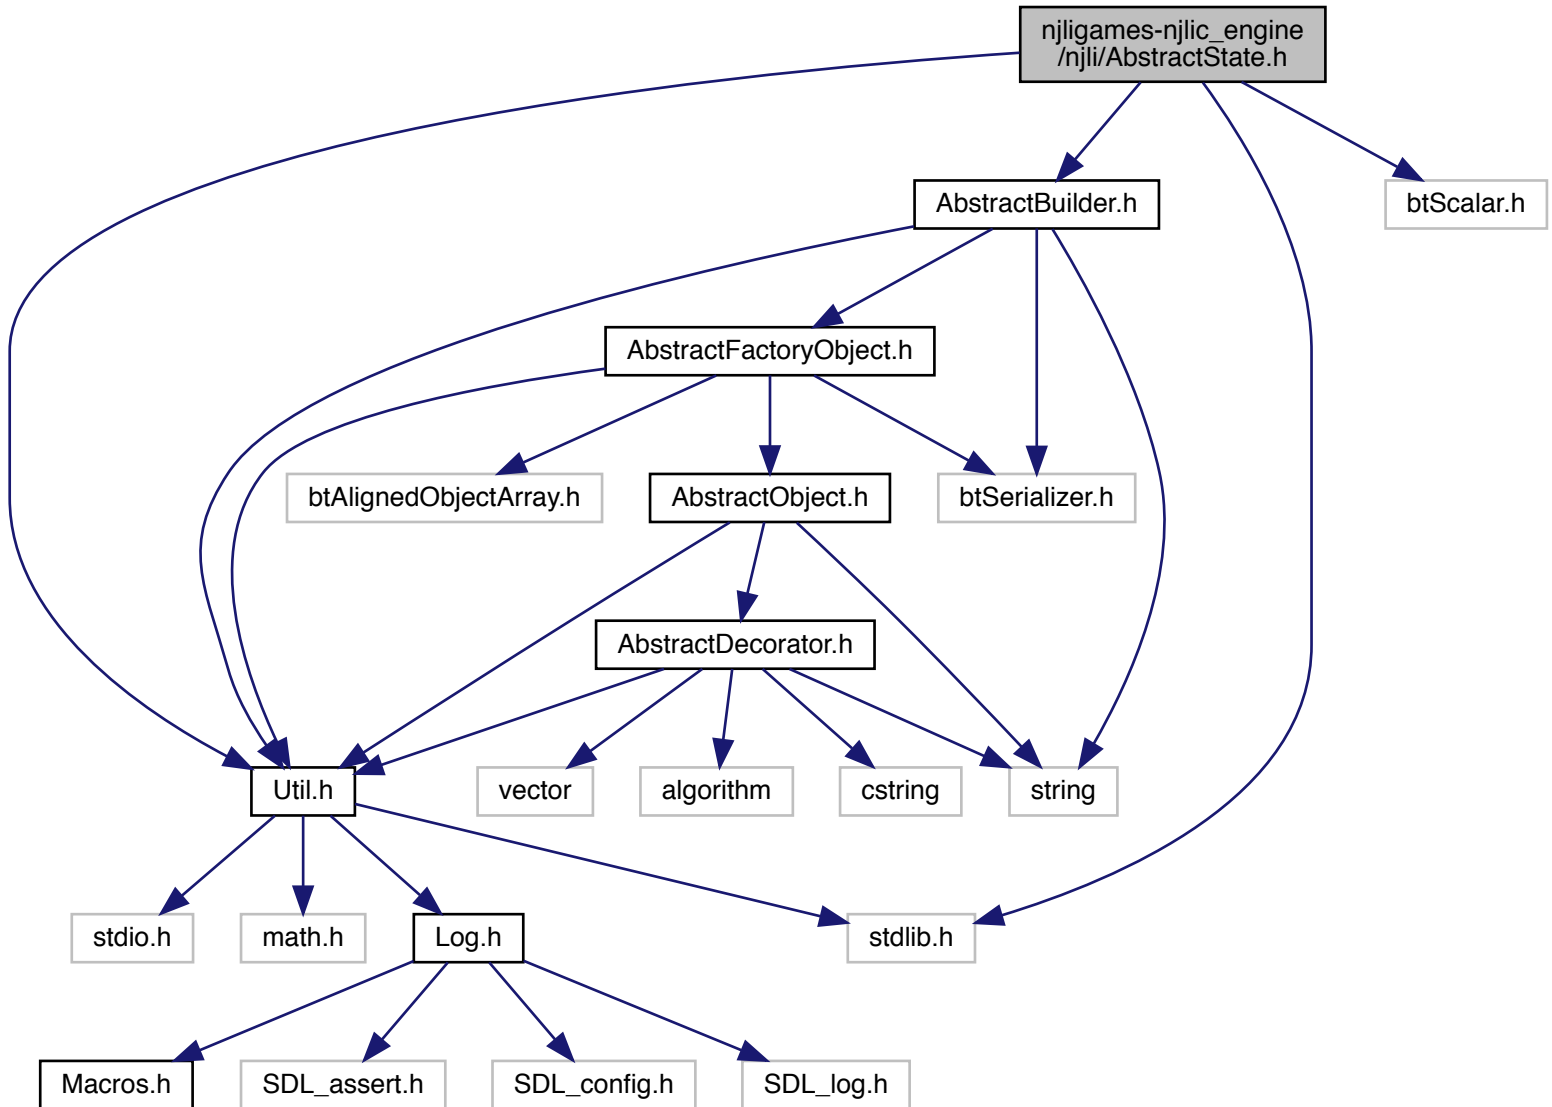 njligames-njlic_engine
/njli/AbstractState.h
AbstractBuilder.h
btScalar.h
AbstractFactoryObject.h
btAlignedObjectArray.h
AbstractObject.h
btSerializer.h
AbstractDecorator.h
Util.h
vector
algorithm
cstring
string
stdio.h
math.h
Log.h
stdlib.h
Macros.h
SDL_assert.h
SDL_config.h
SDL_log.h